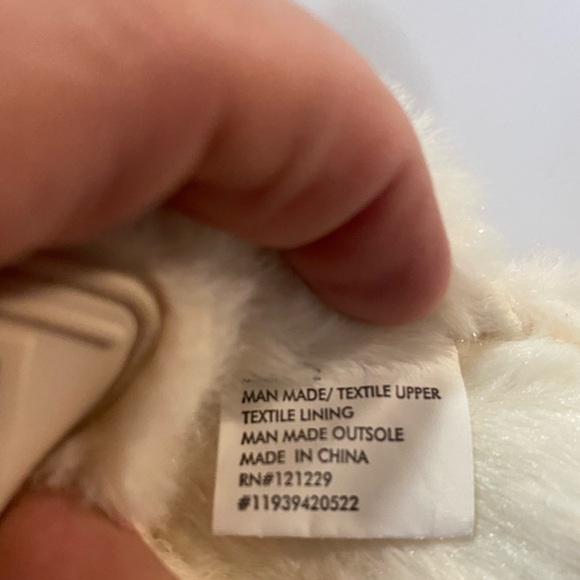 MAN MADE/ TEXTILE UPPER
TEXTILE LINING
MAN MADE OUTSOLE
MADE IN CHINA
RN#121229
#11939420522